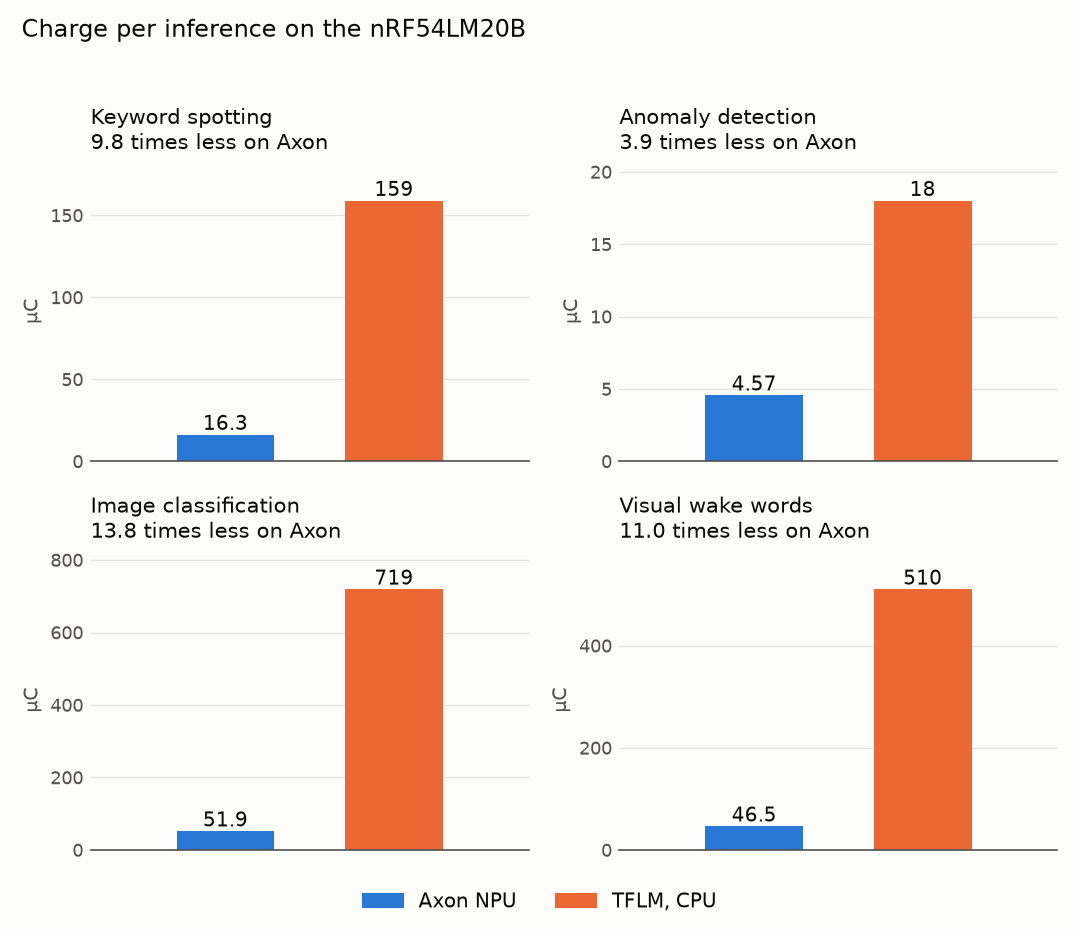 Charge per inference on the nRF54LM20B
Keyword spotting
9.8 times less on Axon
µC
150
100
50
0
16.3
159
Anomaly detection
3.9 times less on Axon
µC
20
15
10
5
0
4.57
18
Image classification
13.8 times less on Axon
µC
800
600
400
200
0
51.9
719
Visual wake words
11.0 times less on Axon
µC
400
200
0
46.5
510
Axon NPU
TFLM, CPU